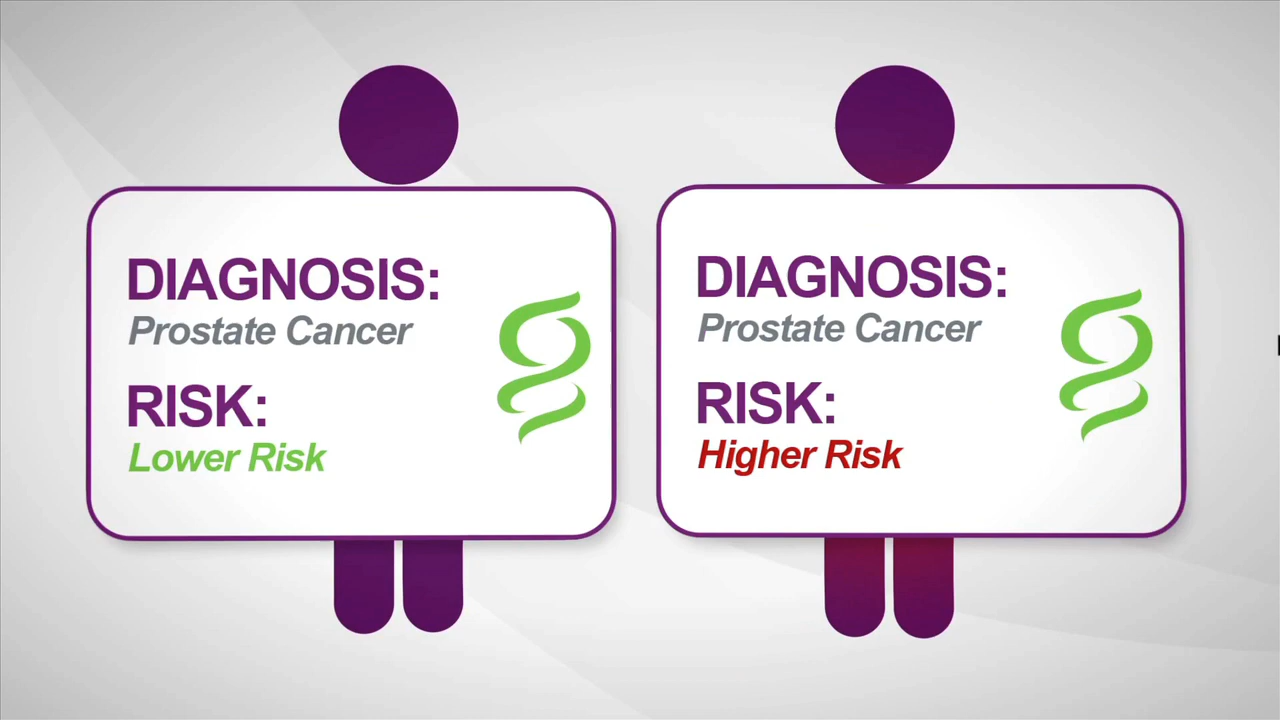 DIAGNOSIS:
Prostate Cancer
RISK:
Lower Risk
DIAGNOSIS:
Prostate Cancer
RISK:
Higher Risk